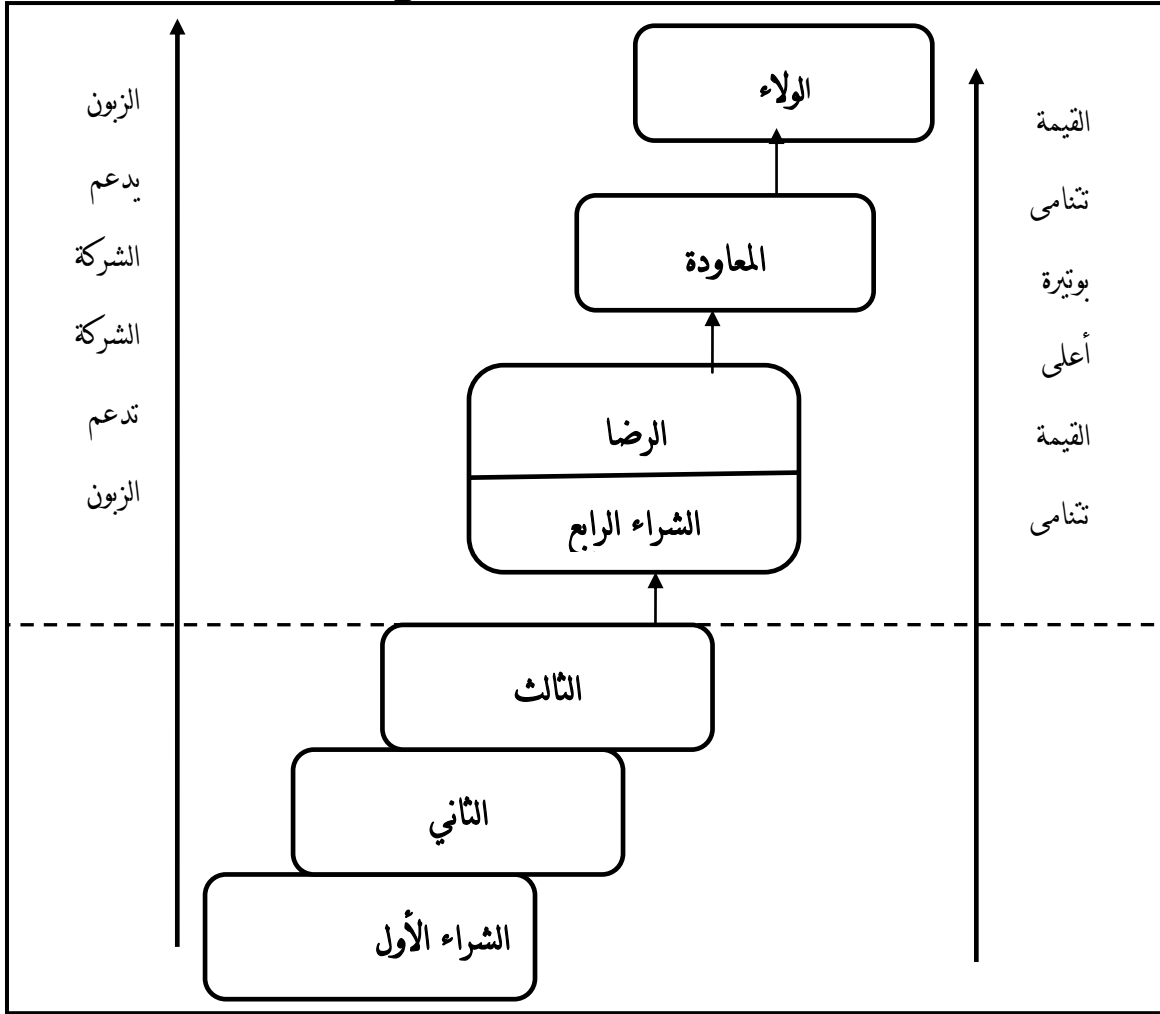 الولاء
المعاودة
الرضا
الشراء الرابع
الثالث
الثاني
الشراء الأول
القيمة
تتنامى
بوتيرة
أعلى
القيمة
تتنامى
الزبون
يدعم
الشركة
الشركة
تدعم
الزبون